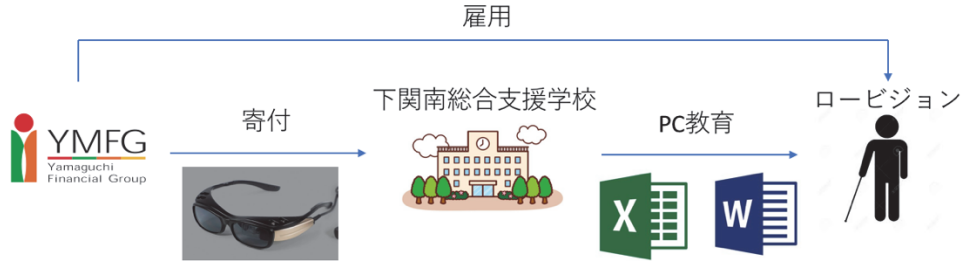 雇用
下関南総合支援学校
ロービジョン
寄付
PC教育
YMFG
Yamaguchi
Financial Group
X
W